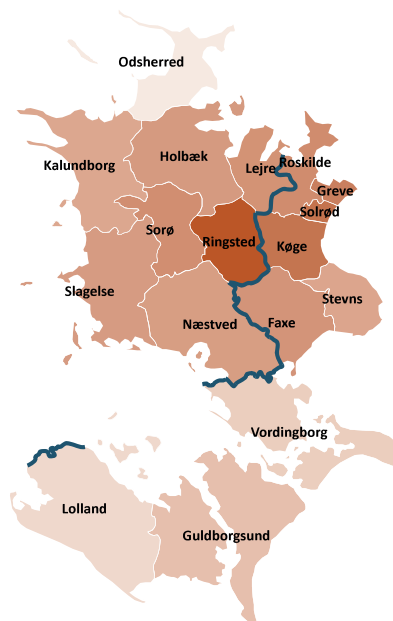 Odsherred
Holbæk
Kalundborg
Lejre
Roskilde
Greve
Solrød
Sorø
Ringsted
Køge
Slagelse
Stevns
Næstved
Faxe
Vordingborg
Lolland
Guldborgsund